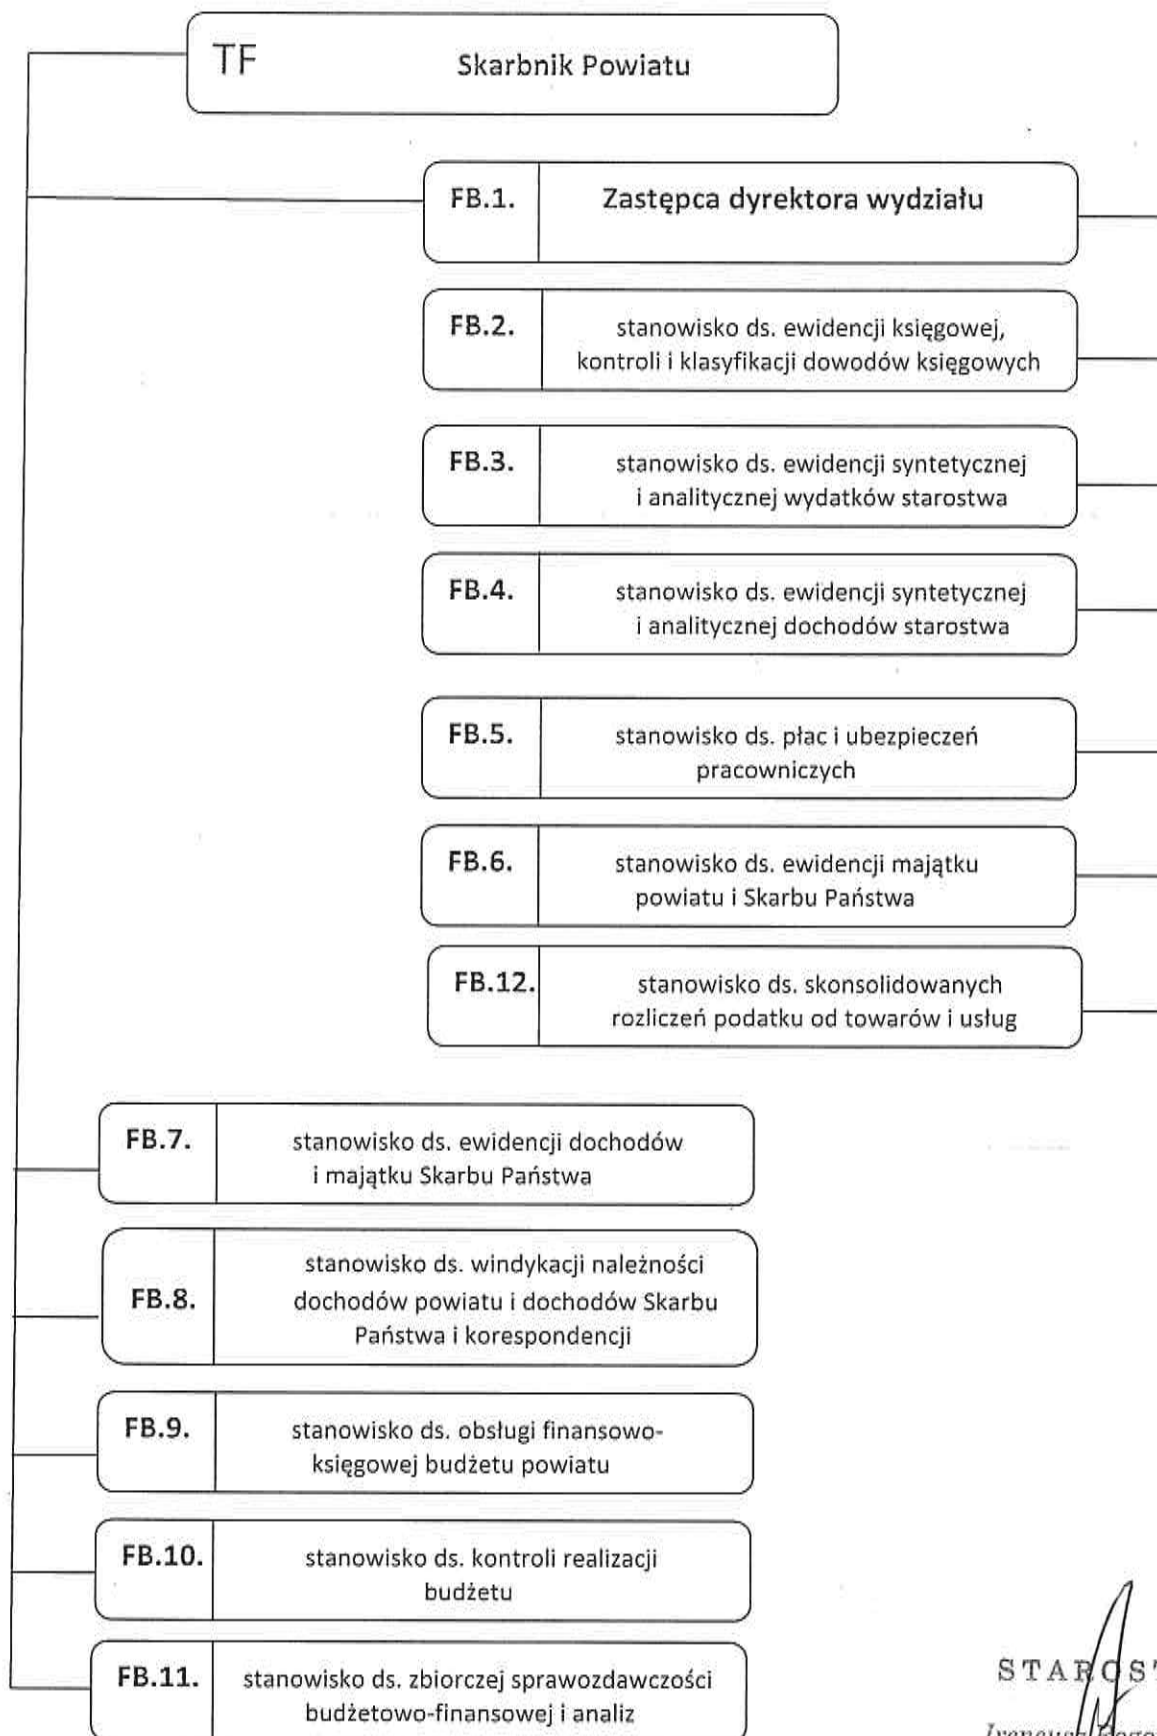 TF Skarbnik Powiatu
FB.1. Zastępca dyrektora wydziału
FB.2. stanowisko ds. ewidencji księgowej,
kontroli i klasyfikacji dowodów księgowych
FB.3. stanowisko ds. ewidencji syntetycznej
i analitycznej wydatków starostwa
FB.4. stanowisko ds. ewidencji syntetycznej
i analitycznej dochodów starostwa
FB.5. stanowisko ds. płac i ubezpieczeń
pracowniczych
FB.6. stanowisko ds. ewidencji majątku
powiatu i Skarbu Państwa
FB.12. stanowisko ds. skonsolidowanych
rozliczeń podatku od towarów i usług
FB.7. stanowisko ds. ewidencji dochodów
i majątku Skarbu Państwa
stanowisko ds. windykacji należności
FB.8. dochodów powiatu i dochodów Skarbu
Państwa i korespondencji
FB.9. stanowisko ds. obsługi finansowo-
księgowej budżetu powiatu
FB.10. stanowisko ds. kontroli realizacji
budżetu
FB.11. stanowisko ds. zbiorczej sprawozdawczości
budżetowo-finansowej i analiz
STAROST
Ireneusz